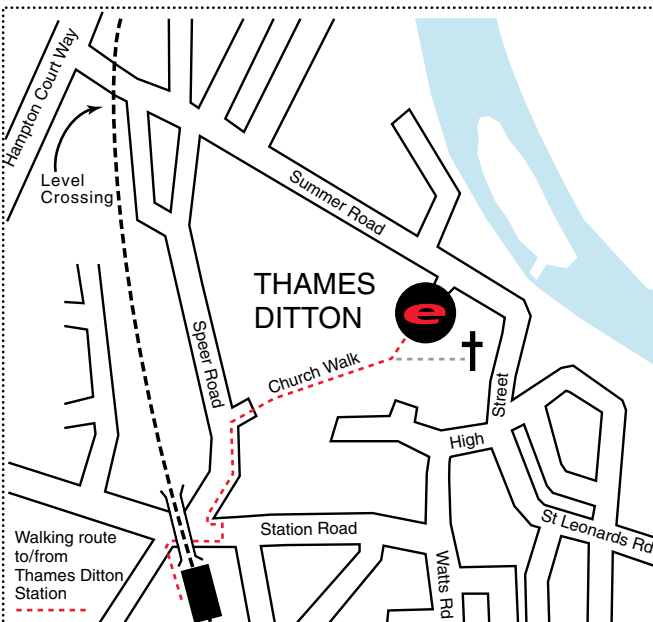 Hampton Court Way
Level
Crossing
Summer Road
THAMES
DITTON
e
Speer Road
Church Walk
Street
High
St Leonards Rd
Station Road
Watts Rd
Walking route
to/from
Thames Ditton
Station